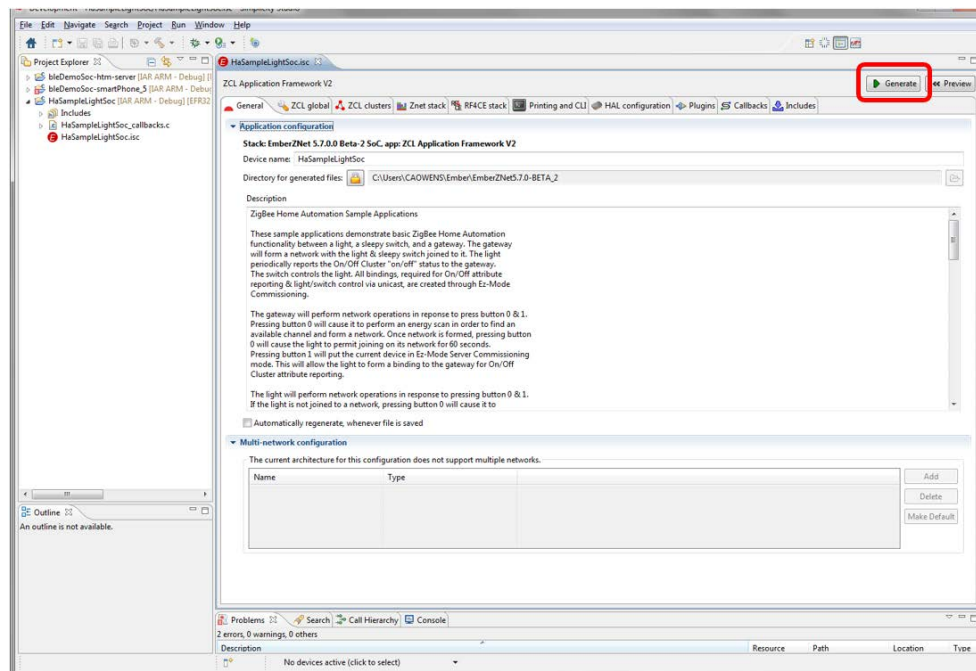 Development - HaSampleLightSoc/HaSampleLightSoc.isc - Simplicity Studio
File Edit Navigate Search Project Run Window Help
Project Explorer
bleDemoSoc-htm-server [IAR ARM - Debug]
bleDemoSoc-smartPhone_5 [IAR ARM - Debu
HaSampleLightSoc [IAR ARM - Debug] [EFR32
Includes
HaSampleLightSoc_callbacks.c
HaSampleLightSoc.isc
Outline
An outline is not available.
HaSampleLightSoc.isc
ZCL Application Framework V2
Generate
Preview
General ZCL global ZCL clusters Znet stack RF4CE stack Printing and CLI HAL configuration Plugins Callbacks Includes
Application configuration
Stack: EmberZNet 5.7.0.0 Beta-2 SoC, app: ZCL Application Framework V2
Device name: HaSampleLightSoc
Directory for generated files: C:\Users\CAOWENS\Ember\EmberZNet5.7.0-BETA_2
Description
ZigBee Home Automation Sample Applications
These sample applications demonstrate basic ZigBee Home Automation
functionality between a light, a sleepy switch, and a gateway. The gateway
will form a network with the light & sleepy switch joined to it. The light
periodically reports the On/Off Cluster "on/off" status to the gateway.
The switch controls the light. All bindings, required for On/Off attribute
reporting & light/switch control via unicast, are created through Ez-Mode
Commissioning.
The gateway will perform network operations in reponse to press button 0 & 1.
Pressing button 0 will cause it to perform an energy scan in order to find an
available channel and form a network. Once network is formed, pressing button
0 will cause the light to permit joining on its network for 60 seconds.
Pressing button 1 will put the current device in Ez-Mode Server Commissioning
mode. This will allow the light to form a binding to the gateway for On/Off
Cluster attribute reporting.
The light will perform network operations in response to pressing button 0 & 1.
If the light is not joined to a network, pressing button 0 will cause it to
Automatically regenerate, whenever file is saved
Multi-network configuration
The current architecture for this configuration does not support multiple networks.
Name Type
Add
Delete
Make Default
Problems Search Call Hierarchy Console
2 errors, 0 warnings, 0 others
Description Resource Path Location Type
No devices active (click to select)